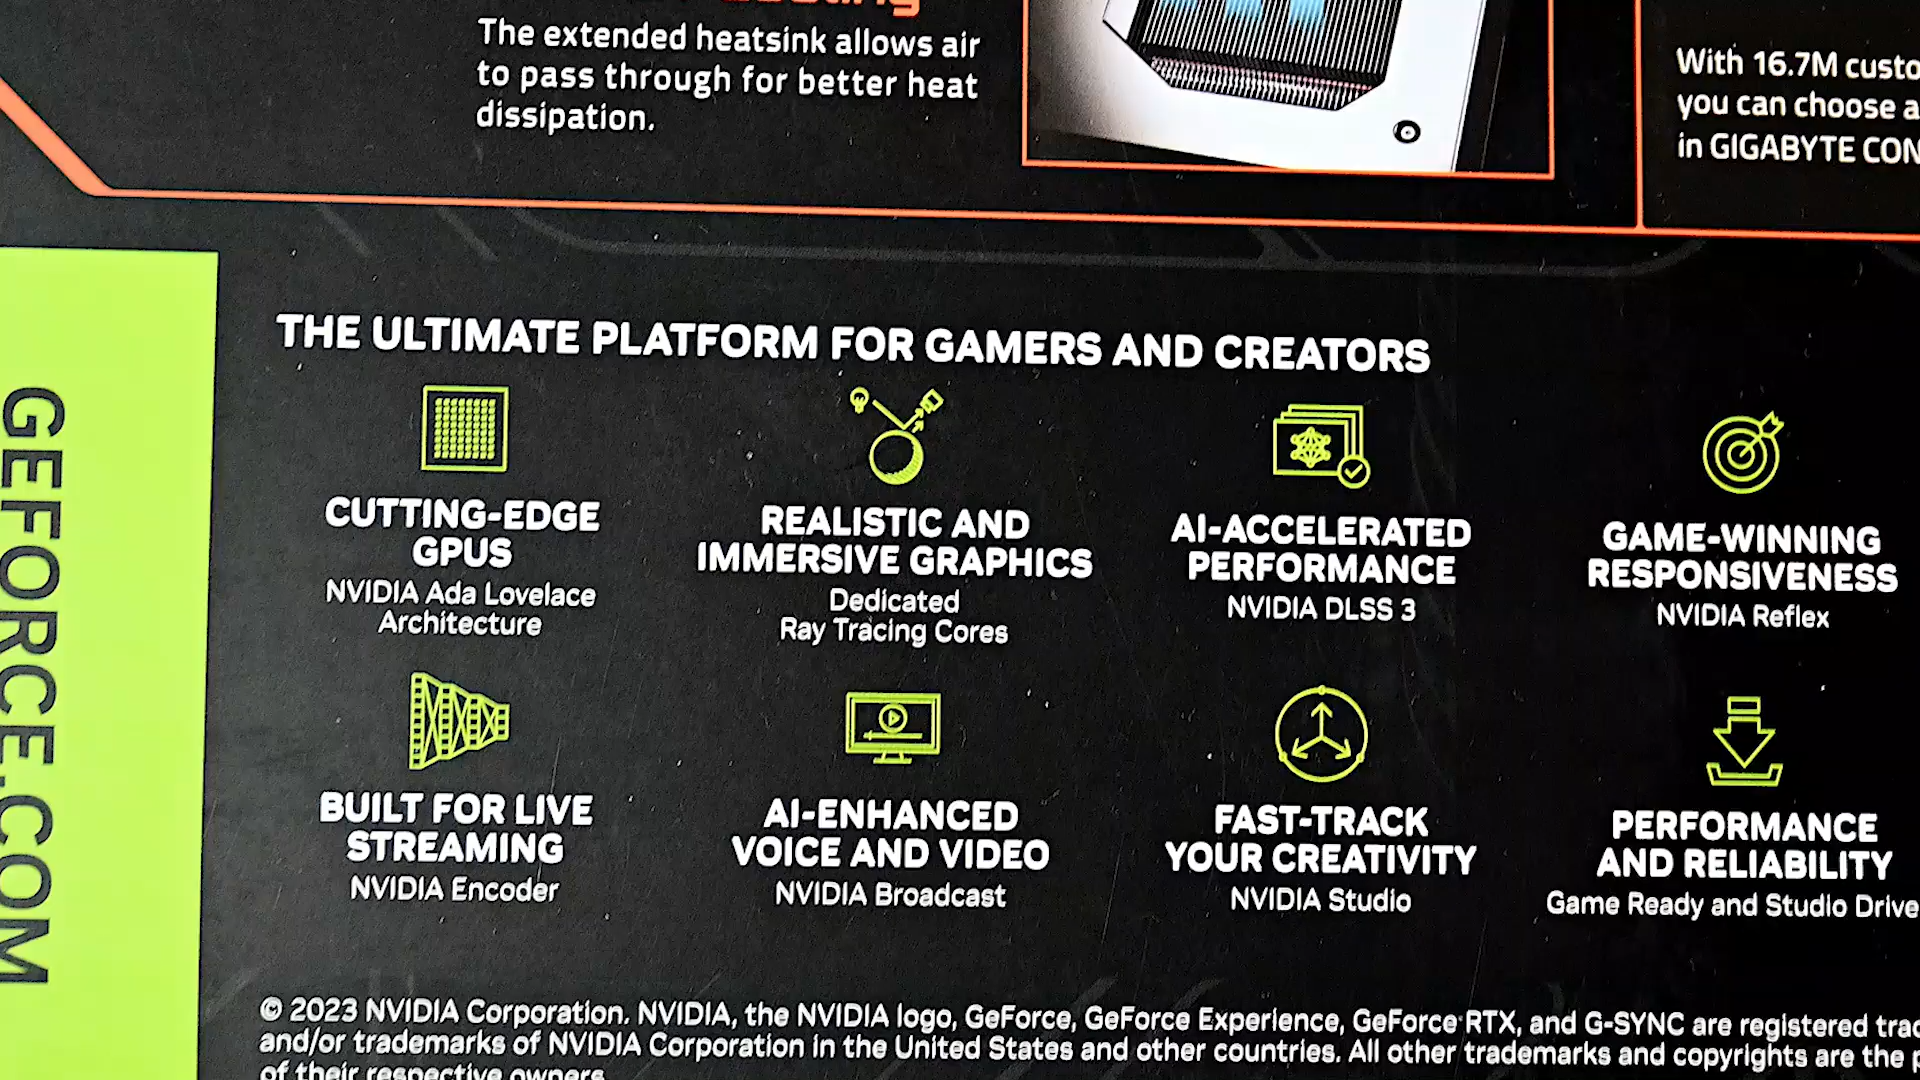 The extended heatsink allows air
to pass through for better heat
dissipation.
With 16.7M
you can choose
in GIGABYTE
GEFORCE.COM
THE ULTIMATE PLATFORM FOR GAMERS AND CREATORS
CUTTING-EDGE
GPUS
NVIDIA Ada Lovelace
Architecture
REALISTIC AND
IMMERSIVE GRAPHICS
Dedicated
Ray Tracing Cores
AI-ACCELERATED
PERFORMANCE
NVIDIA DLSS 3
GAME-WINNING
RESPONSIVENESS
NVIDIA Reflex
BUILT FOR LIVE
STREAMING
NVIDIA Encoder
AI-ENHANCED
VOICE AND VIDEO
NVIDIA Broadcast
FAST-TRACK
YOUR CREATIVITY
NVIDIA Studio
PERFORMANCE
AND RELIABILITY
Game Ready and Studio
© 2023 NVIDIA Corporation. NVIDIA, the NVIDIA logo, GeForce, GeForce Experience, GeForce RTX, and G-SYNC are registered
and/or trademarks of NVIDIA Corporation in the United States and other countries. All other trademarks and copyrights are the
of their respective owners.